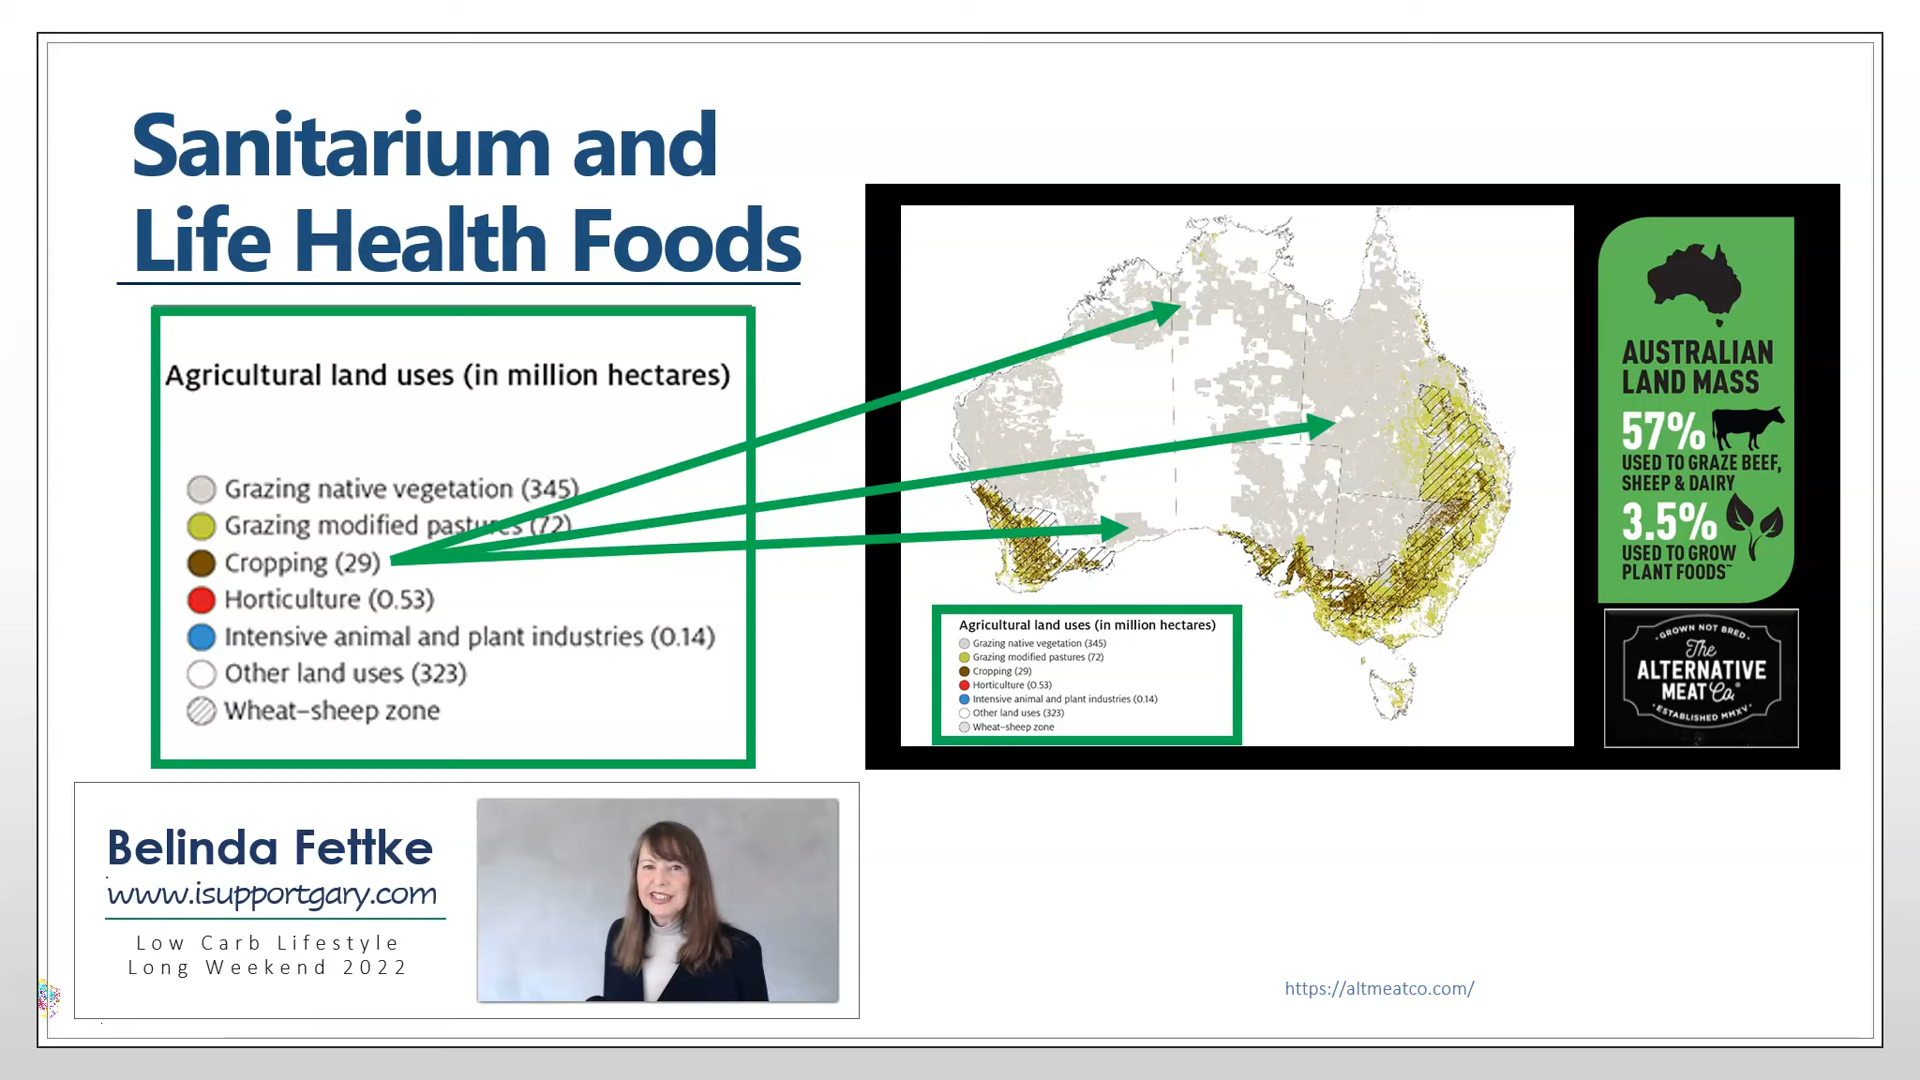 Sanitarium and
Life Health Foods
Agricultural land uses (in million hectares)
Grazing native vegetation (345)
Grazing modified pastures (72)
Cropping (29)
Horticulture (0.53)
Intensive animal and plant industries (0.14)
Other land uses (323)
Wheat–sheep zone
Agricultural land uses (in million hectares)
Grazing native vegetation (345)
Grazing modified pastures (72)
Cropping (29)
Horticulture (0.53)
Intensive animal and plant industries (0.14)
Other land uses (323)
Wheat–sheep zone
AUSTRALIAN
LAND MASS
57%
USED TO GRAZE BEEF,
SHEEP & DAIRY
3.5%
USED TO GROW
PLANT FOODS~
GROWN NOT BRED
The
ALTERNATIVE
MEAT Co.®
ESTABLISHED MMXV
Belinda Fettke
www.isupportgary.com
Low Carb Lifestyle
Long Weekend 2022
https://altmeatco.com/